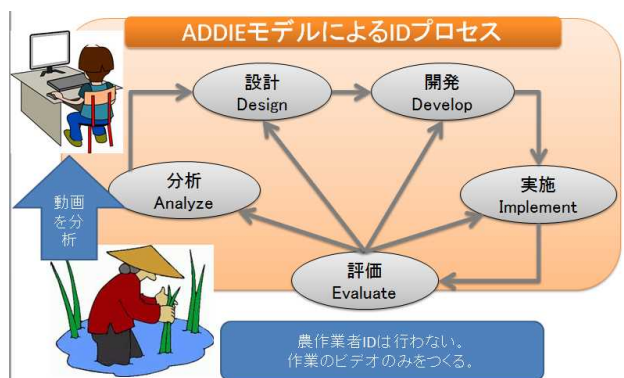 ADDIEモデルによるIDプロセス
設計
Design
開発
Develop
分析
Analyze
実施
Implement
評価
Evaluate
動画
を分
析
農作業者IDは行わない。
作業のビデオのみをつくる。